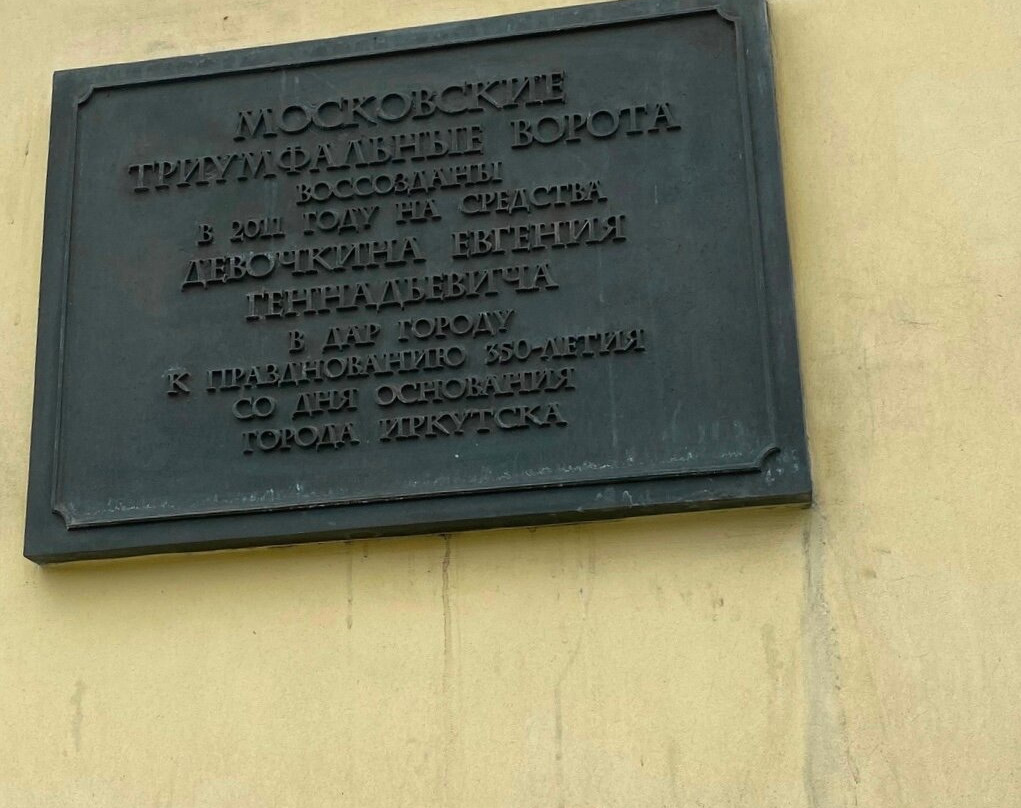 МОСКОВСКИЕ
ТРИУМФАЛЬНЫЕ ВОРОТА
ВОССОЗДАНЫ
В 2011 ГОДУ НА СРЕДСТВА
ДЕВОЧКИНА ЕВГЕНИЯ
ГЕННАДЬЕВИЧА
В ДАР ГОРОДУ
К ПРАЗДНОВАНИЮ 350-ЛЕТИЯ
СО ДНЯ ОСНОВАНИЯ
ГОРОДА ИРКУТСКА